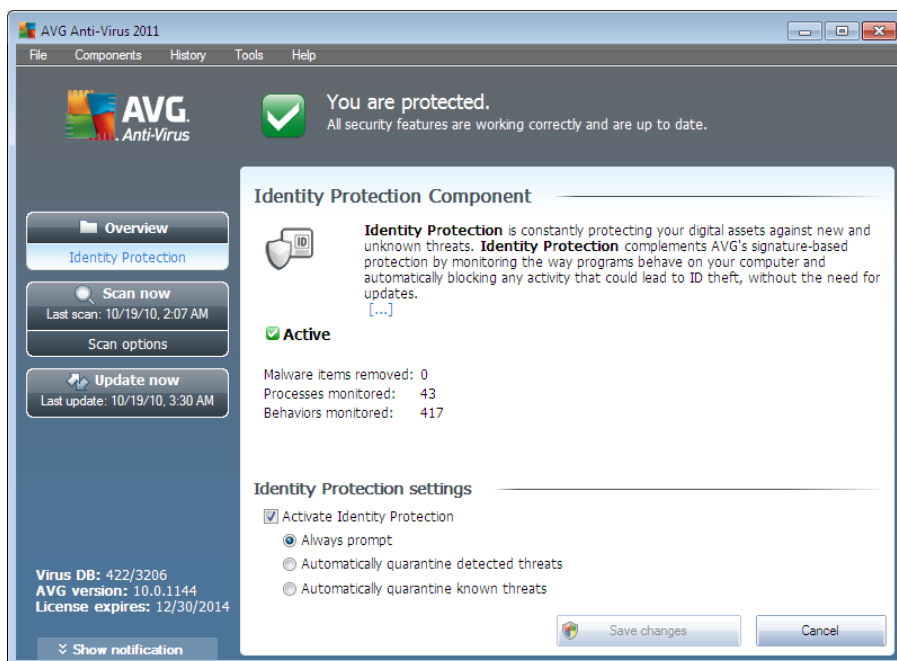 AVG Anti-Virus 2011
File Components History Tools Help
AVG.
Anti-Virus
You are protected.
All security features are working correctly and are up to date.
Overview
Identity Protection
Scan now
Last scan: 10/19/10, 2:07 AM
Scan options
Update now
Last update: 10/19/10, 3:30 AM
Virus DB: 422/3206
AVG version: 10.0.1144
License expires: 12/30/2014
Show notification
Identity Protection Component
ID
Identity Protection is constantly protecting your digital assets against new and
unknown threats. Identity Protection complements AVG's signature-based
protection by monitoring the way programs behave on your computer and
automatically blocking any activity that could lead to ID theft, without the need for
updates.
[...]
Active
Malware items removed: 0
Processes monitored: 43
Behaviors monitored: 417
Identity Protection settings
Activate Identity Protection
Always prompt
Automatically quarantine detected threats
Automatically quarantine known threats
Save changes
Cancel